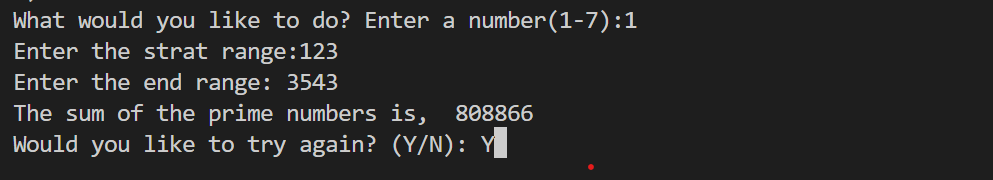 What would you like to do? Enter a number(1-7):1
Enter the strat range:123
Enter the end range: 3543
The sum of the prime numbers is,  808866
Would you like to try again? (Y/N): Y